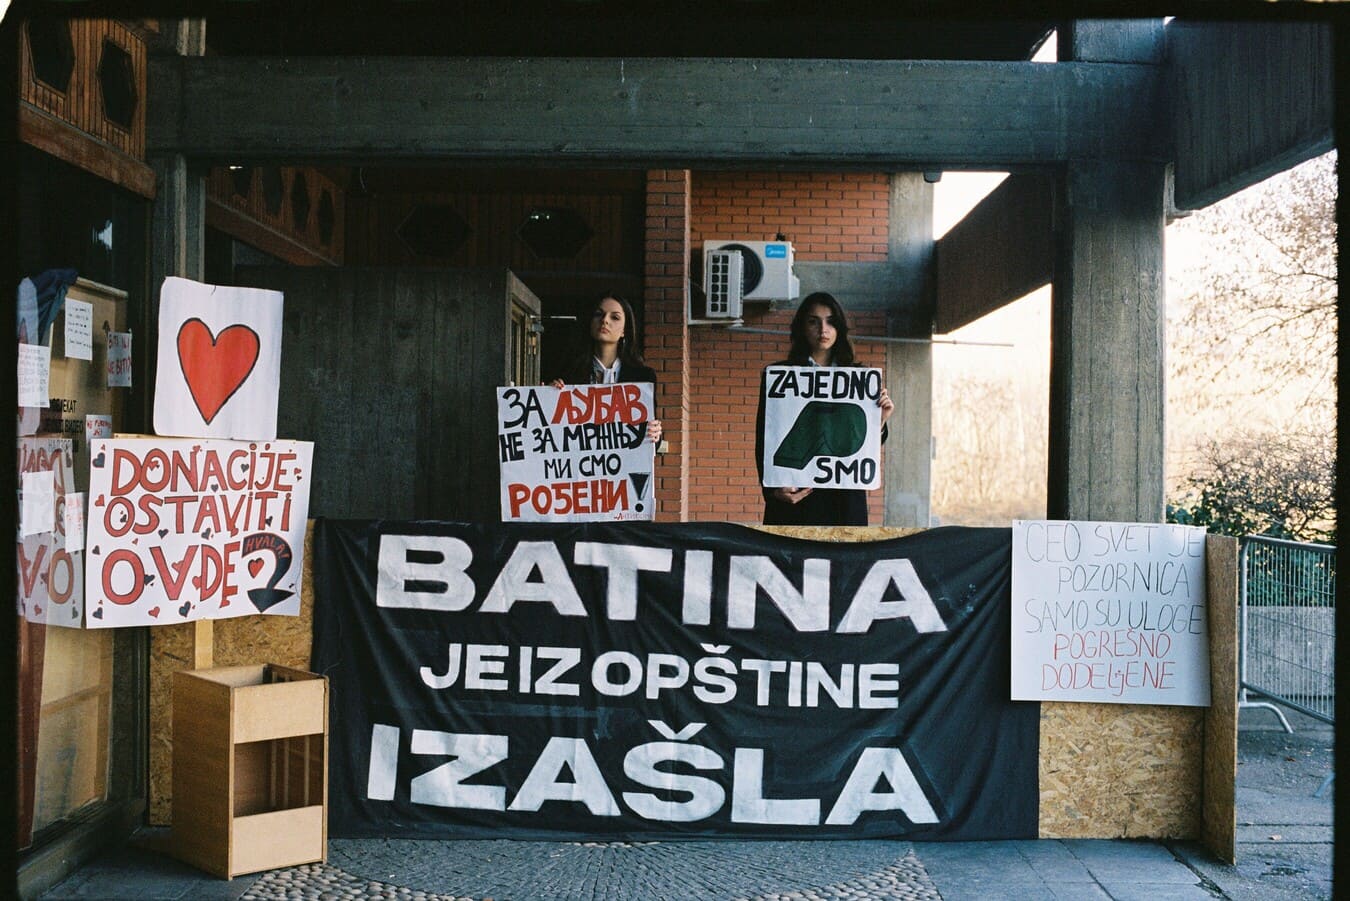 DONACIJE
OSTAVITI
OVDE
HVALA!
ЗА ЉУБАВ
НЕ ЗА МРЖЊУ
МИ СМО
РОЂЕНИ!
ZAJEDNO
SMO
BATINA
JE IZ OPŠTINE
IZAŠLA
CEO SVET JE
POZORNICA
SAMO SU ULOGE
POGREŠNO
DODELJENE
Midea